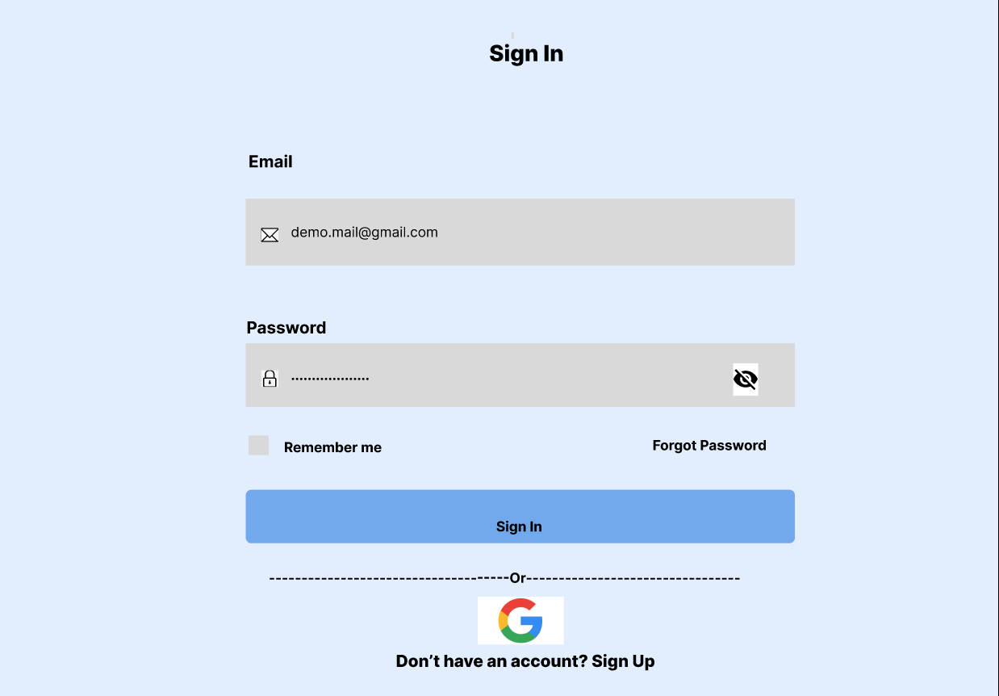 Sign In
Email
demo.mail@gmail.com
Password
•••••••••••••••••••
Remember me
Forgot Password
Sign In
-------------------------------------Or---------------------------------
Don’t have an account? Sign Up